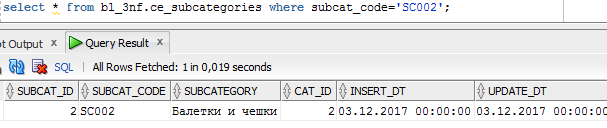 select * from bl_3nf.ce_subcategories where subcat_code='SC002';
t Output × Query Result ×
SQL | All Rows Fetched: 1 in 0,019 seconds
SUBCAT_ID SUBCAT_CODE SUBCATEGORY CAT_ID INSERT_DT UPDATE_DT
2 SC002 Балетки и чешки 2 03.12.2017 00:00:00 03.12.2017 00:00:00